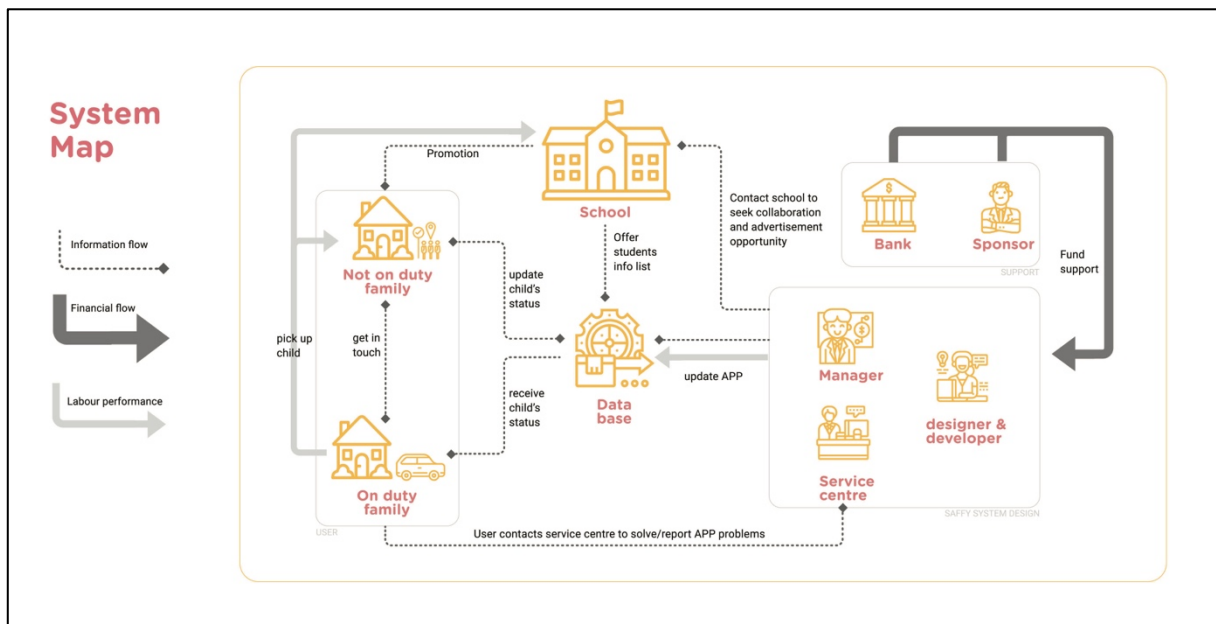 System
Map
Information flow
Financial flow
Labour performance
Promotion
School
Not on duty
family
update
child's
status
Offer
students
info list
Contact school to
seek collaboration
and advertisement
opportunity
$
Bank
Sponsor
SUPPORT
Fund
support
pick up
child
get in
touch
receive
child's
status
Data
base
update APP
$
Manager
designer &
developer
Service
centre
SAFFY SYSTEM DESIGN
On duty
family
USER
User contacts service centre to solve/report APP problems